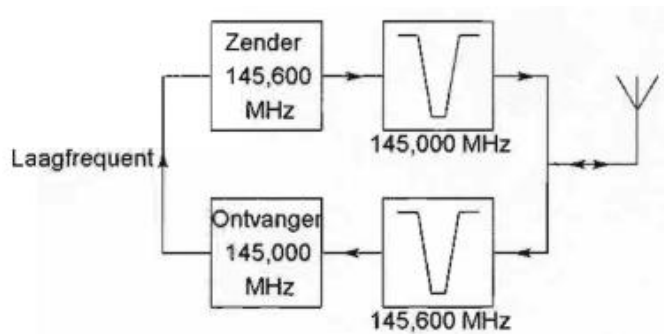 Zender
145,600
MHz
145,000 MHz
Laagfrequent
Ontvanger
145,000
MHz
145,600 MHz